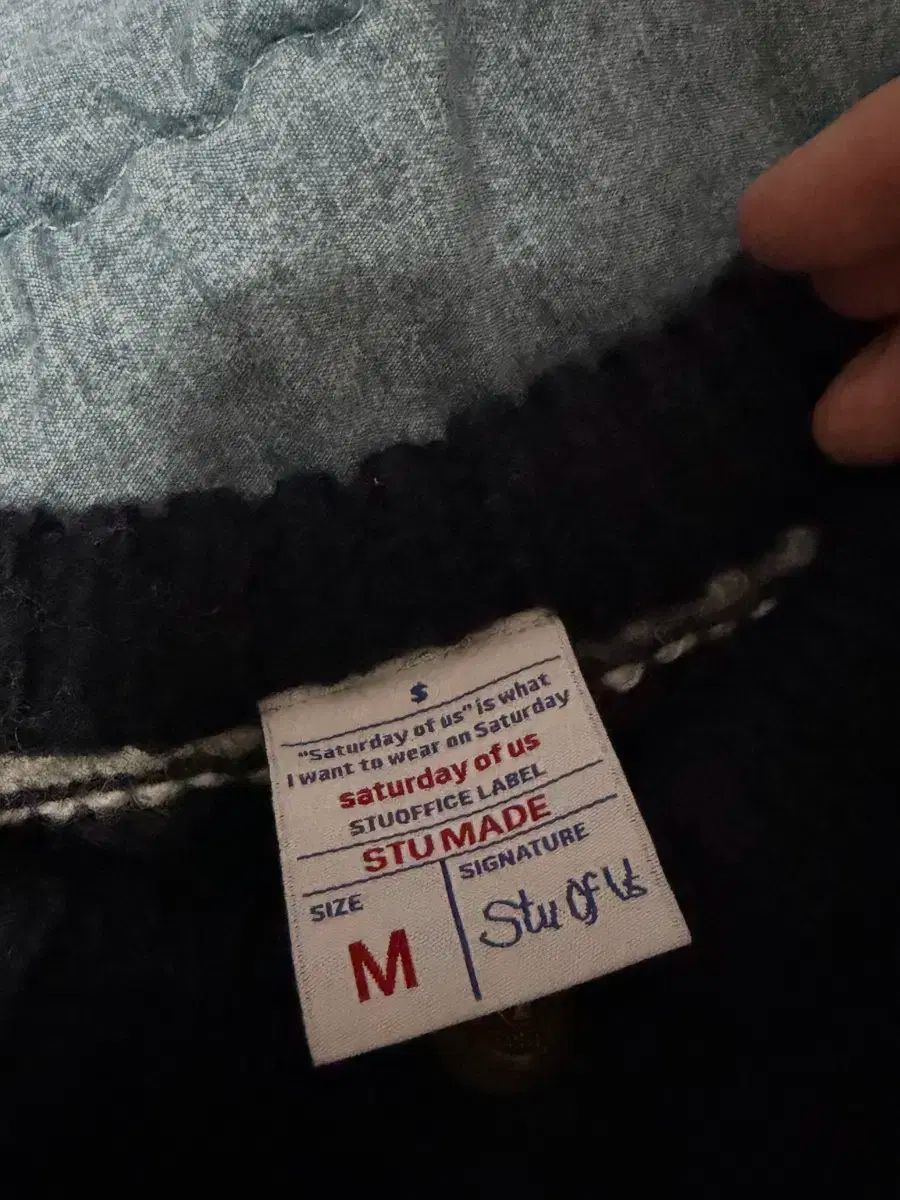 $
"Saturday of us" is what
I want to wear on Saturday
saturday of us
STUOFFICE LABEL
STU MADE
SIZE
M
SIGNATURE
Stu Of Us